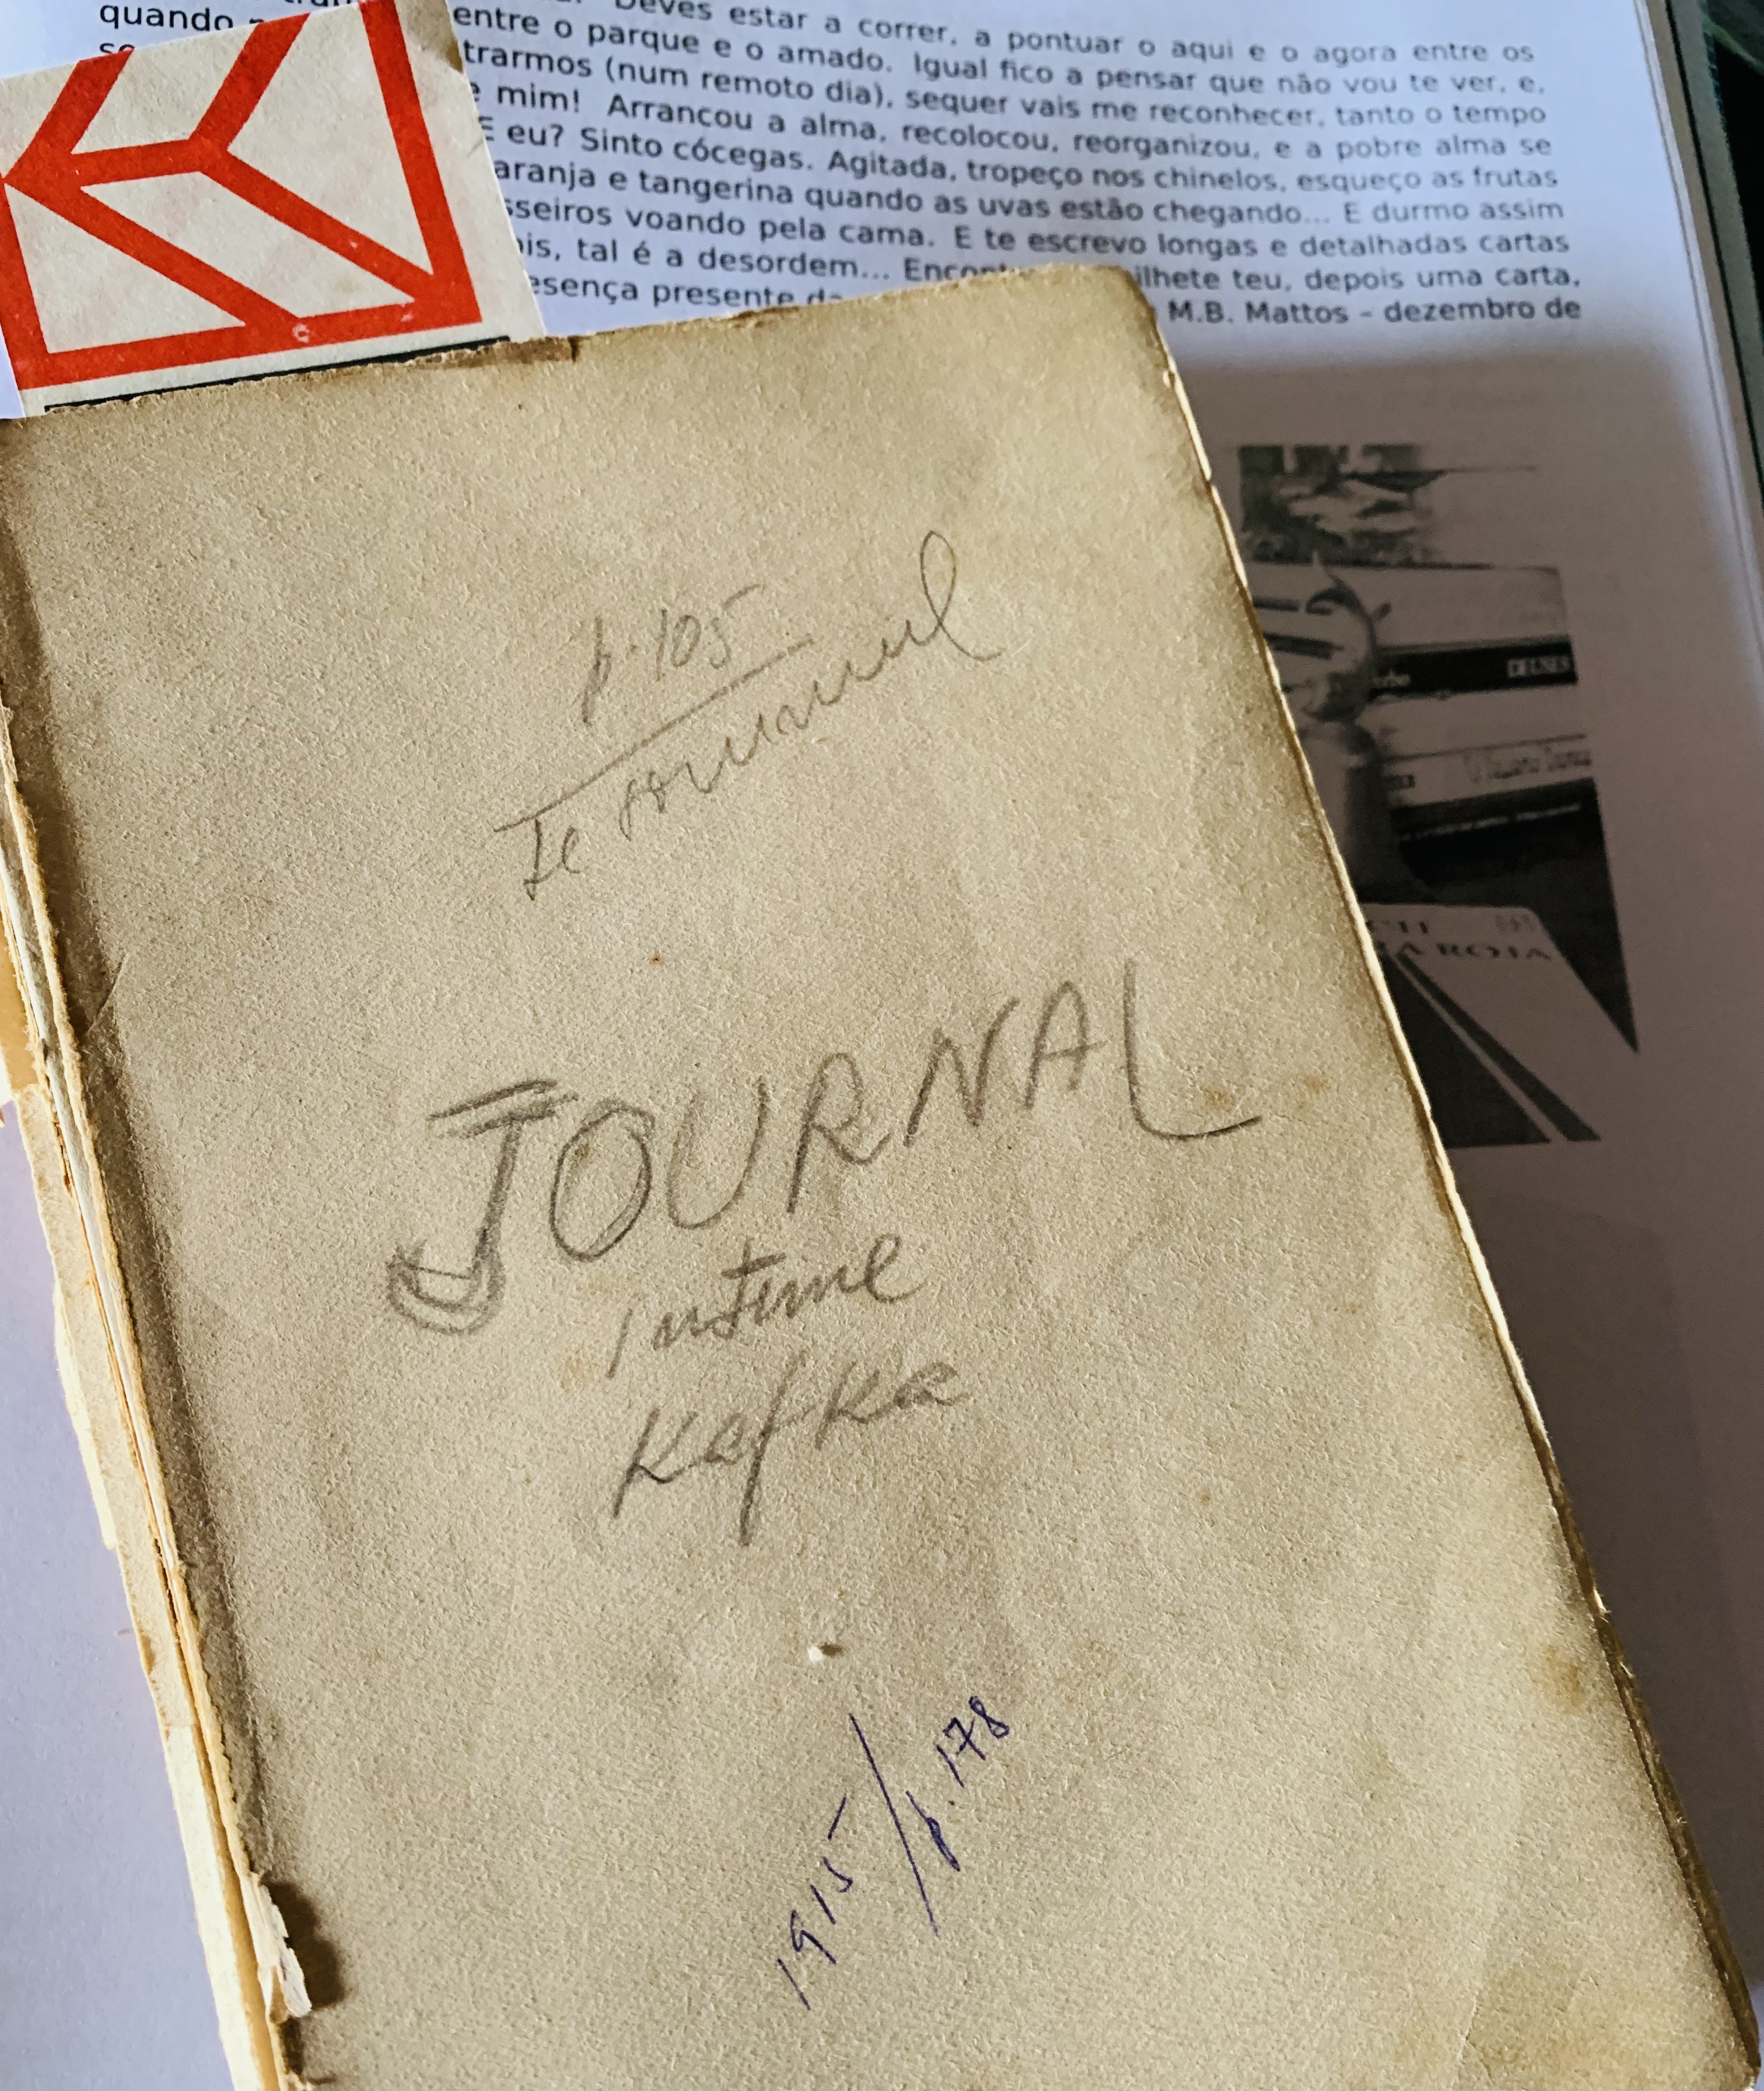 Deves estar a correr, a pontuar o aqui e o agora entre os
quando entre o parque e o amado. Igual fico a pensar que não vou te ver, e,
trarmos (num remoto dia), sequer vais me reconhecer, tanto o tempo
mim! Arrancou a alma, recolocou, reorganizou, e a pobre alma se
E eu? Sinto cócegas. Agitada, tropeço nos chinelos, esqueço as frutas
aranja e tangerina quando as uvas estão chegando... E durmo assim
sseiros voando pela cama. E te escrevo longas e detalhadas cartas
is, tal é a desordem... Encont ilhete teu, depois uma carta,
esença presente da M.B. Mattos – dezembro de
p. 105
JOURNAL
intime
Kafka
1915 / p. 178
A ROJA